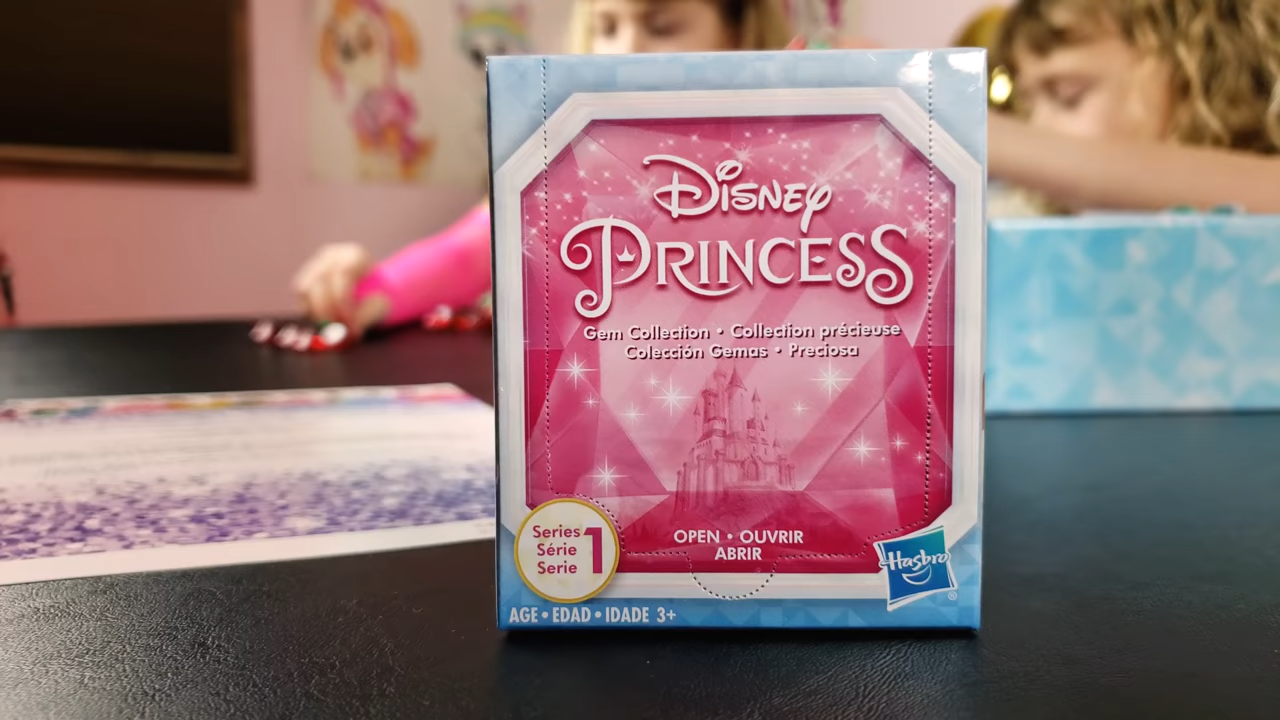 Disney
PRINCESS
Gem Collection • Collection précieuse
Colección Gemas • Preciosa
OPEN • OUVRIR
ABRIR
Series
Série
Serie
1
Hasbro
®
AGE • EDAD • IDADE 3+